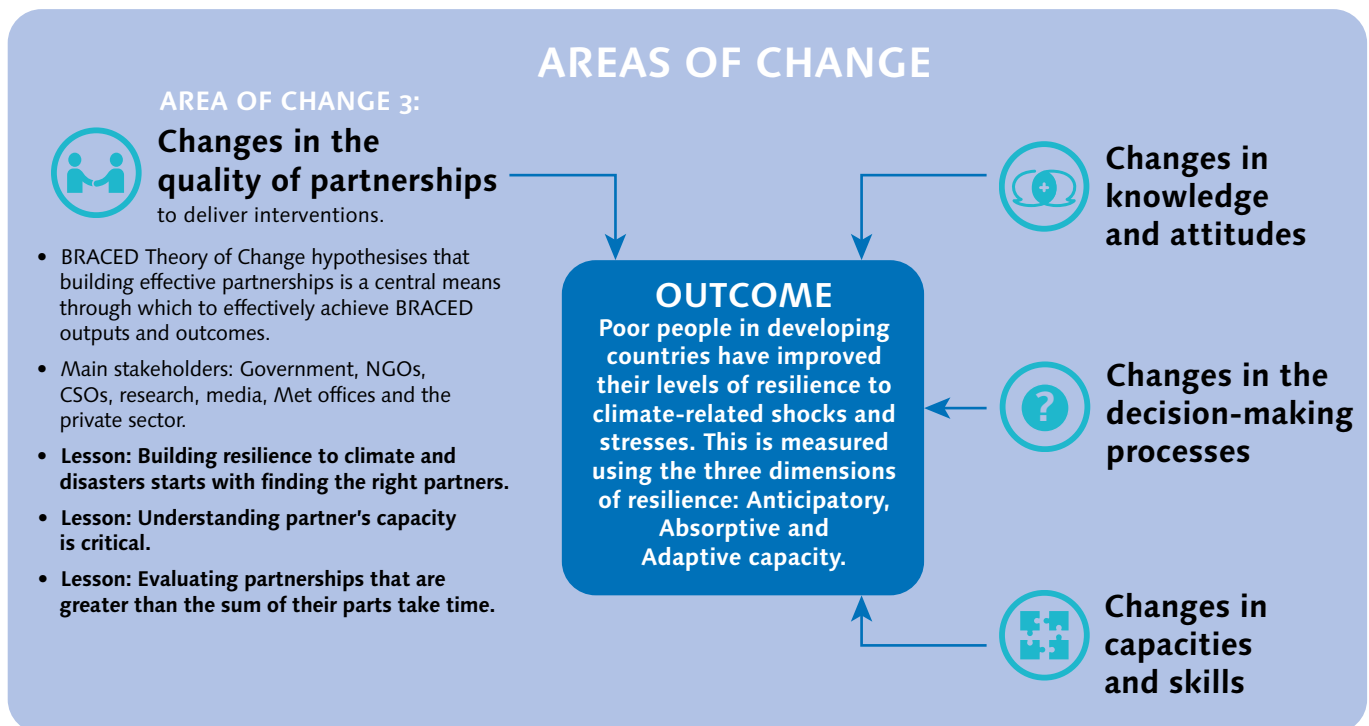 AREAS OF CHANGE
AREA OF CHANGE 3:
Changes in the
quality of partnerships
to deliver interventions.
• BRACED Theory of Change hypothesises that
building effective partnerships is a central means
through which to effectively achieve BRACED
outputs and outcomes.
• Main stakeholders: Government, NGOs,
CSOs, research, media, Met offices and the
private sector.
• Lesson: Building resilience to climate and
disasters starts with finding the right partners.
• Lesson: Understanding partner's capacity
is critical.
• Lesson: Evaluating partnerships that are
greater than the sum of their parts take time.
OUTCOME
Poor people in developing
countries have improved
their levels of resilience to
climate-related shocks and
stresses. This is measured
using the three dimensions
of resilience: Anticipatory,
Absorptive and
Adaptive capacity.
Changes in
knowledge
and attitudes
?
Changes in the
decision-making
processes
Changes in
capacities
and skills